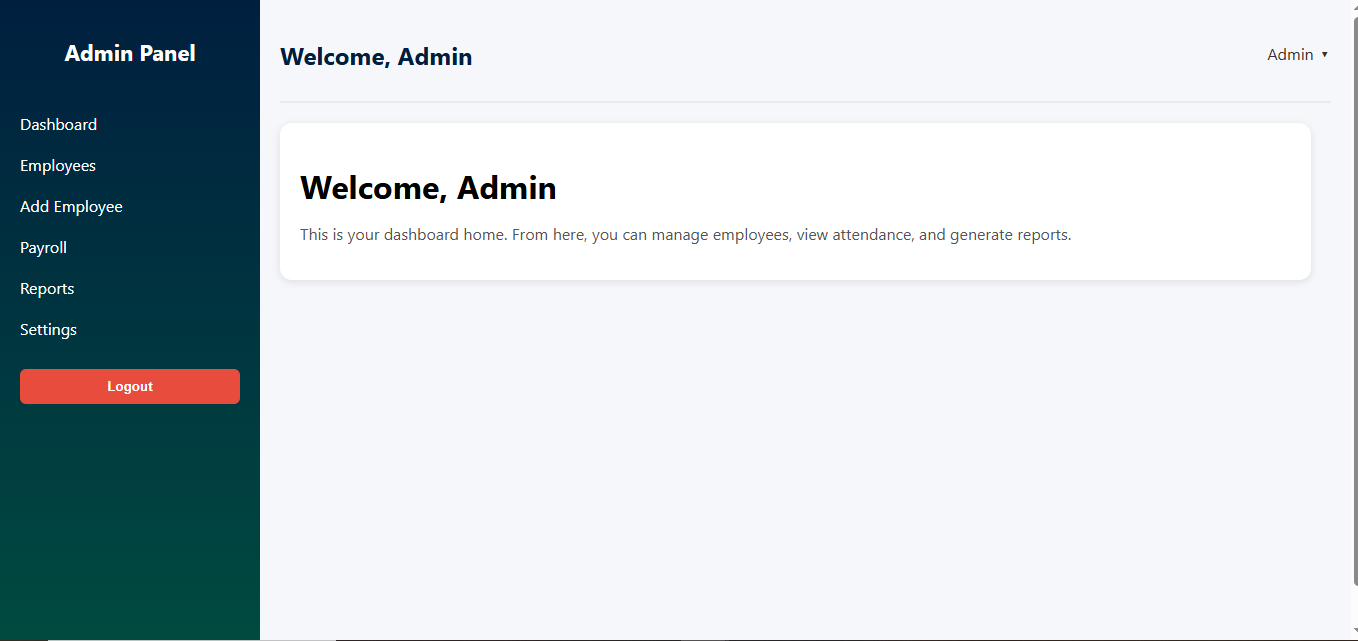 Admin Panel
Dashboard
Employees
Add Employee
Payroll
Reports
Settings
Logout
Welcome, Admin
Admin ▼
Welcome, Admin
This is your dashboard home. From here, you can manage employees, view attendance, and generate reports.